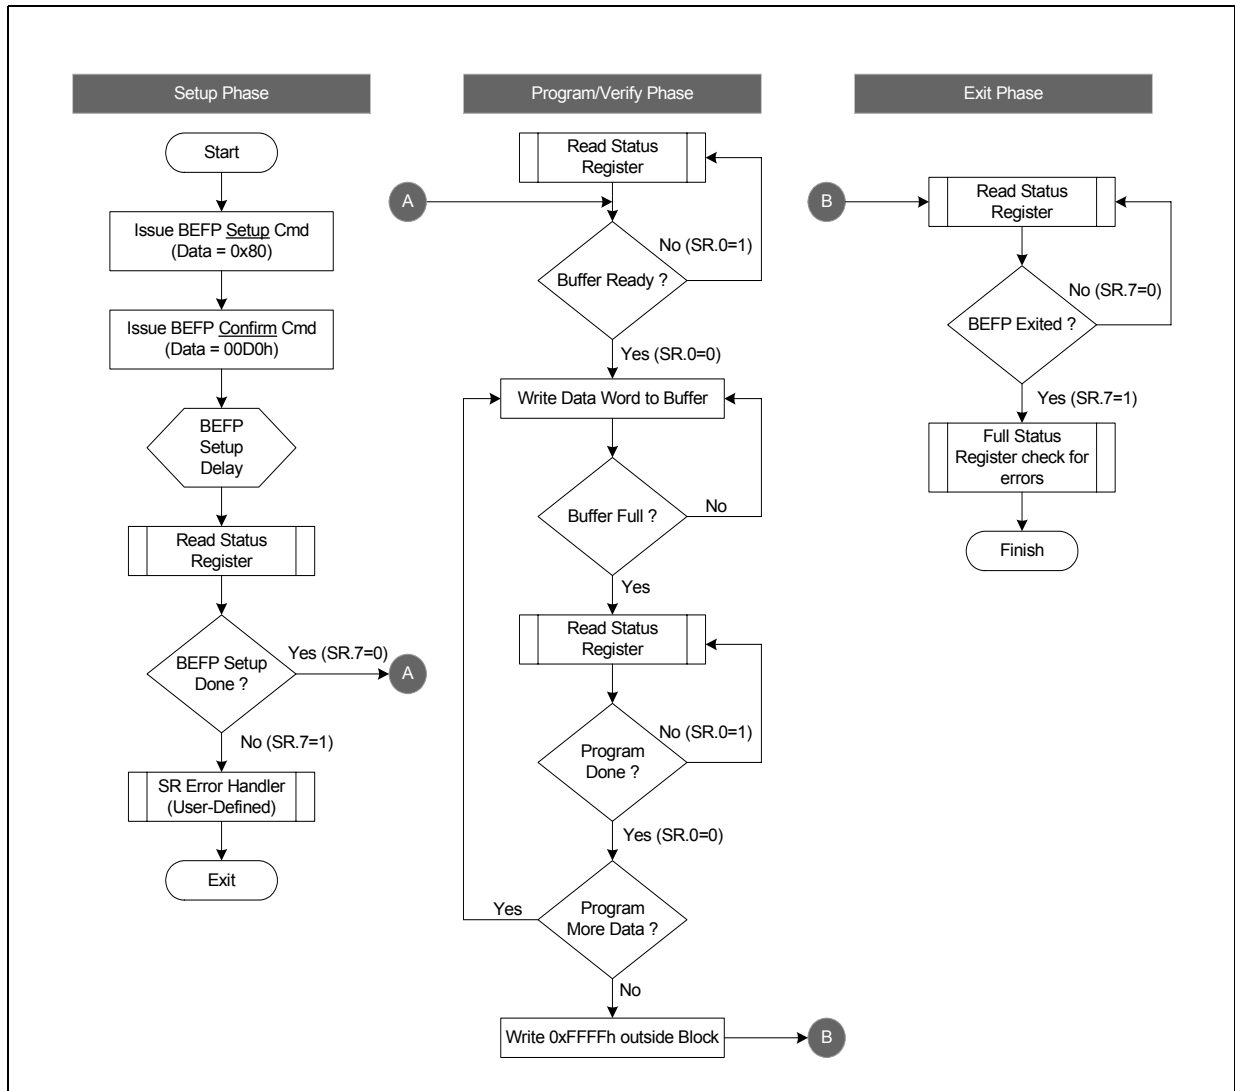 Setup Phase
Start
Issue BEFP Setup Cmd
(Data = 0x80)
Issue BEFP Confirm Cmd
(Data = 00D0h)
BEFP
Setup
Delay
Read Status
Register
BEFP Setup
Done ?
Yes (SR.7=0)
A
No (SR.7=1)
SR Error Handler
(User-Defined)
Exit
Program/Verify Phase
Read Status
Register
A
Buffer Ready ?
No (SR.0=1)
Yes (SR.0=0)
Write Data Word to Buffer
Buffer Full ?
No
Yes
Read Status
Register
Program
Done ?
No (SR.0=1)
Yes (SR.0=0)
Program
More Data ?
Yes
No
Write 0xFFFFh outside Block
B
Exit Phase
B
Read Status
Register
BEFP Exited ?
No (SR.7=0)
Yes (SR.7=1)
Full Status
Register check for
errors
Finish